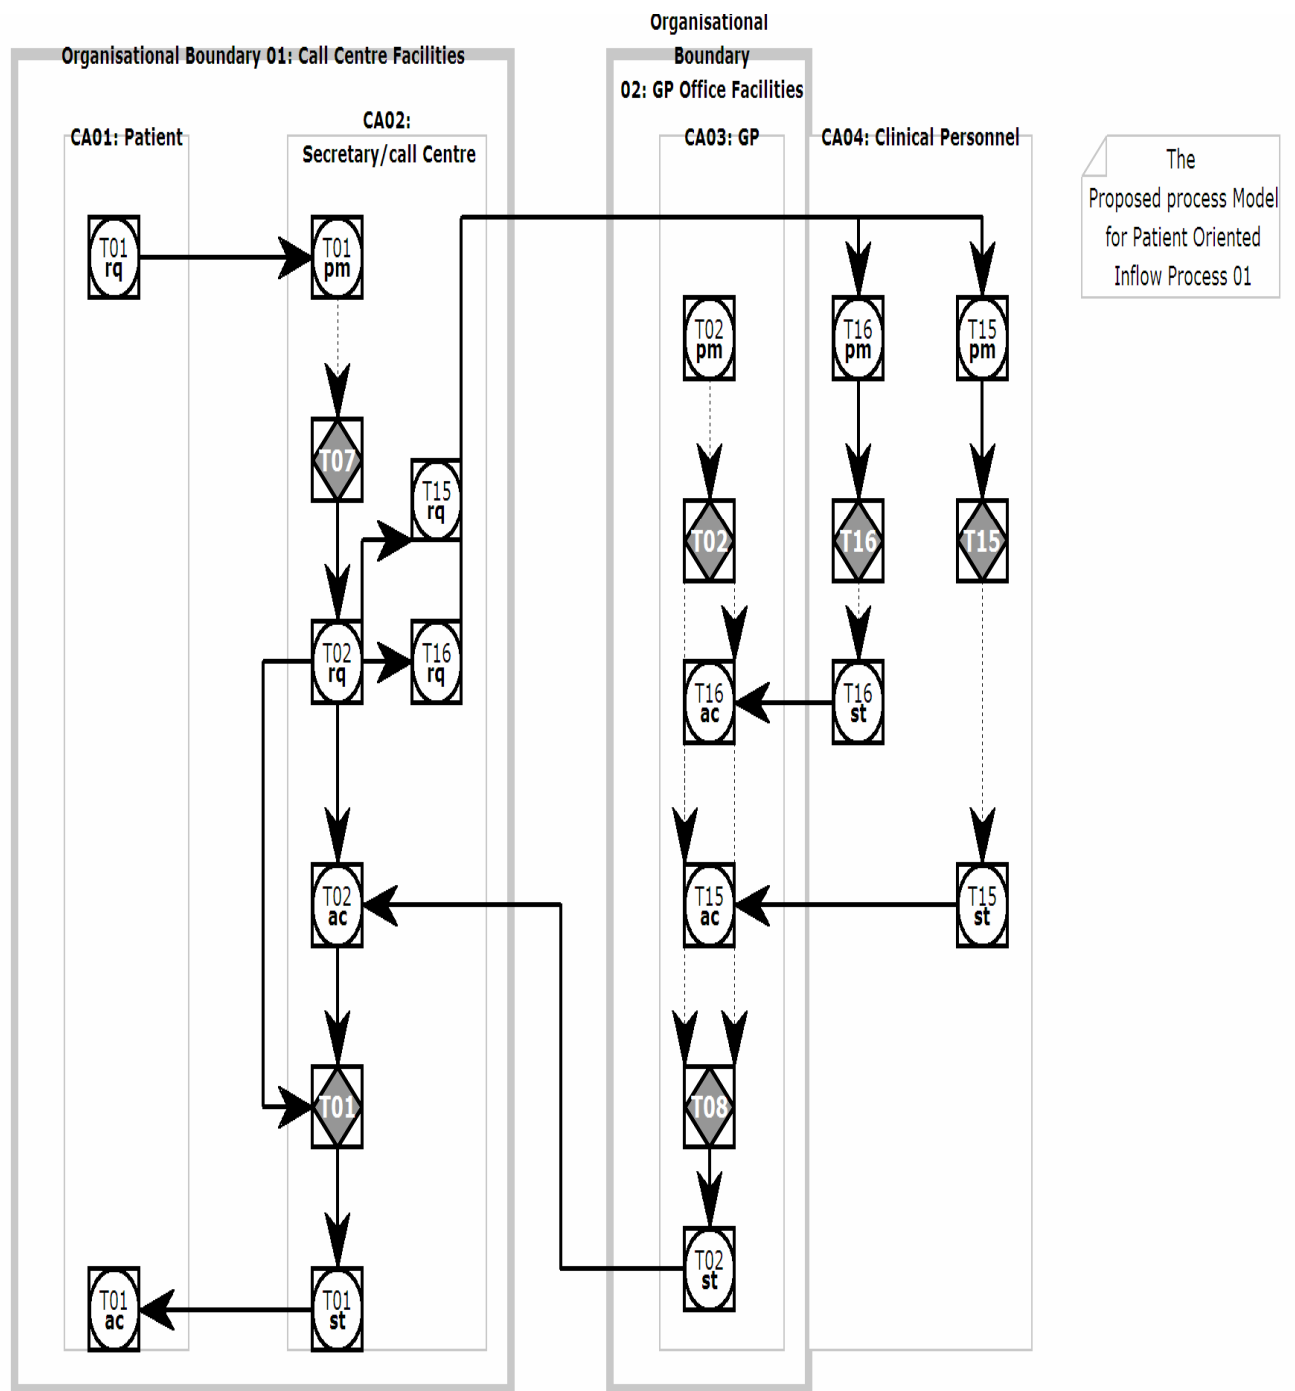 Organisational
Boundary
02: GP Office Facilities
Organisational Boundary 01: Call Centre Facilities
CA01: Patient
CA02:
Secretary/call Centre
CA03: GP
CA04: Clinical Personnel
The
Proposed process Model
for Patient Oriented
Inflow Process 01
T01
rq
T01
pm
T02
pm
T16
pm
T15
pm
T07
T15
rq
T02
T16
T15
T02
rq
T16
rq
T16
ac
T16
st
T02
ac
T15
ac
T15
st
T01
T08
T02
st
T01
ac
T01
st